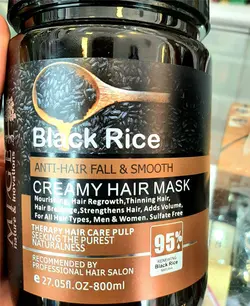 Black Rice
ANTI-HAIR FALL & SMOOTH
CREAMY HAIR MASK
Nourishing, Hair Regrowth, Thinning Hair,
Hair Breakage, Strengthens Hair, Adds Volume,
For All Hair Types, Men & Women. Sulfate Free
THERAPY HAIR CARE PULP
SEEKING THE PUREST
NATURALNESS
95%
Black Rice
RECOMMENDED BY
PROFESSIONAL HAIR SALON
e 27.05fl.OZ-800ml